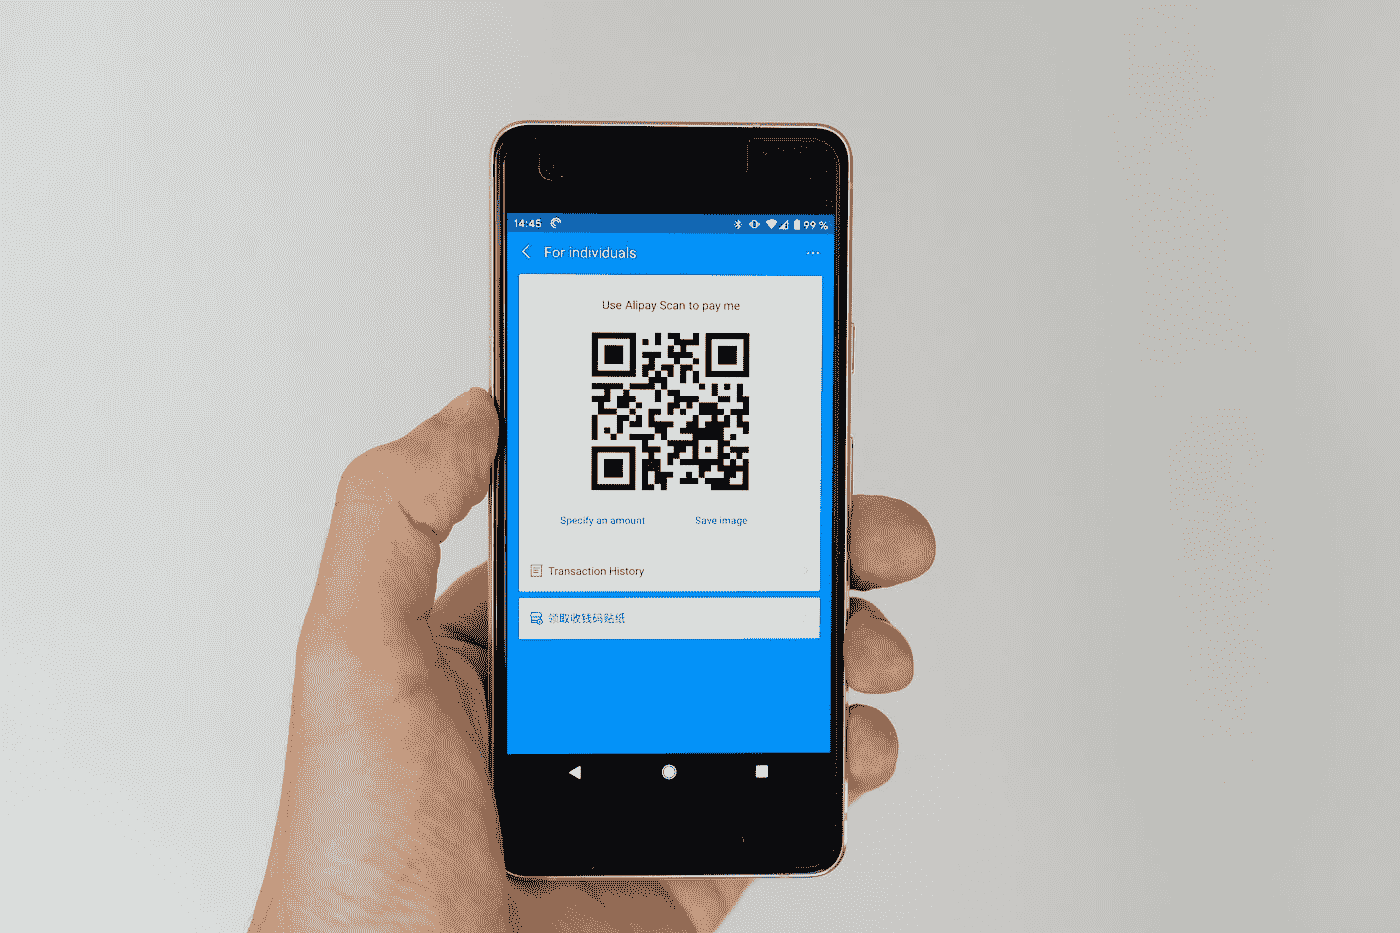 14:45 99 %
For individuals
Use Alipay Scan to pay me
Specify an amount Save image
Transaction History
领取收钱码贴纸